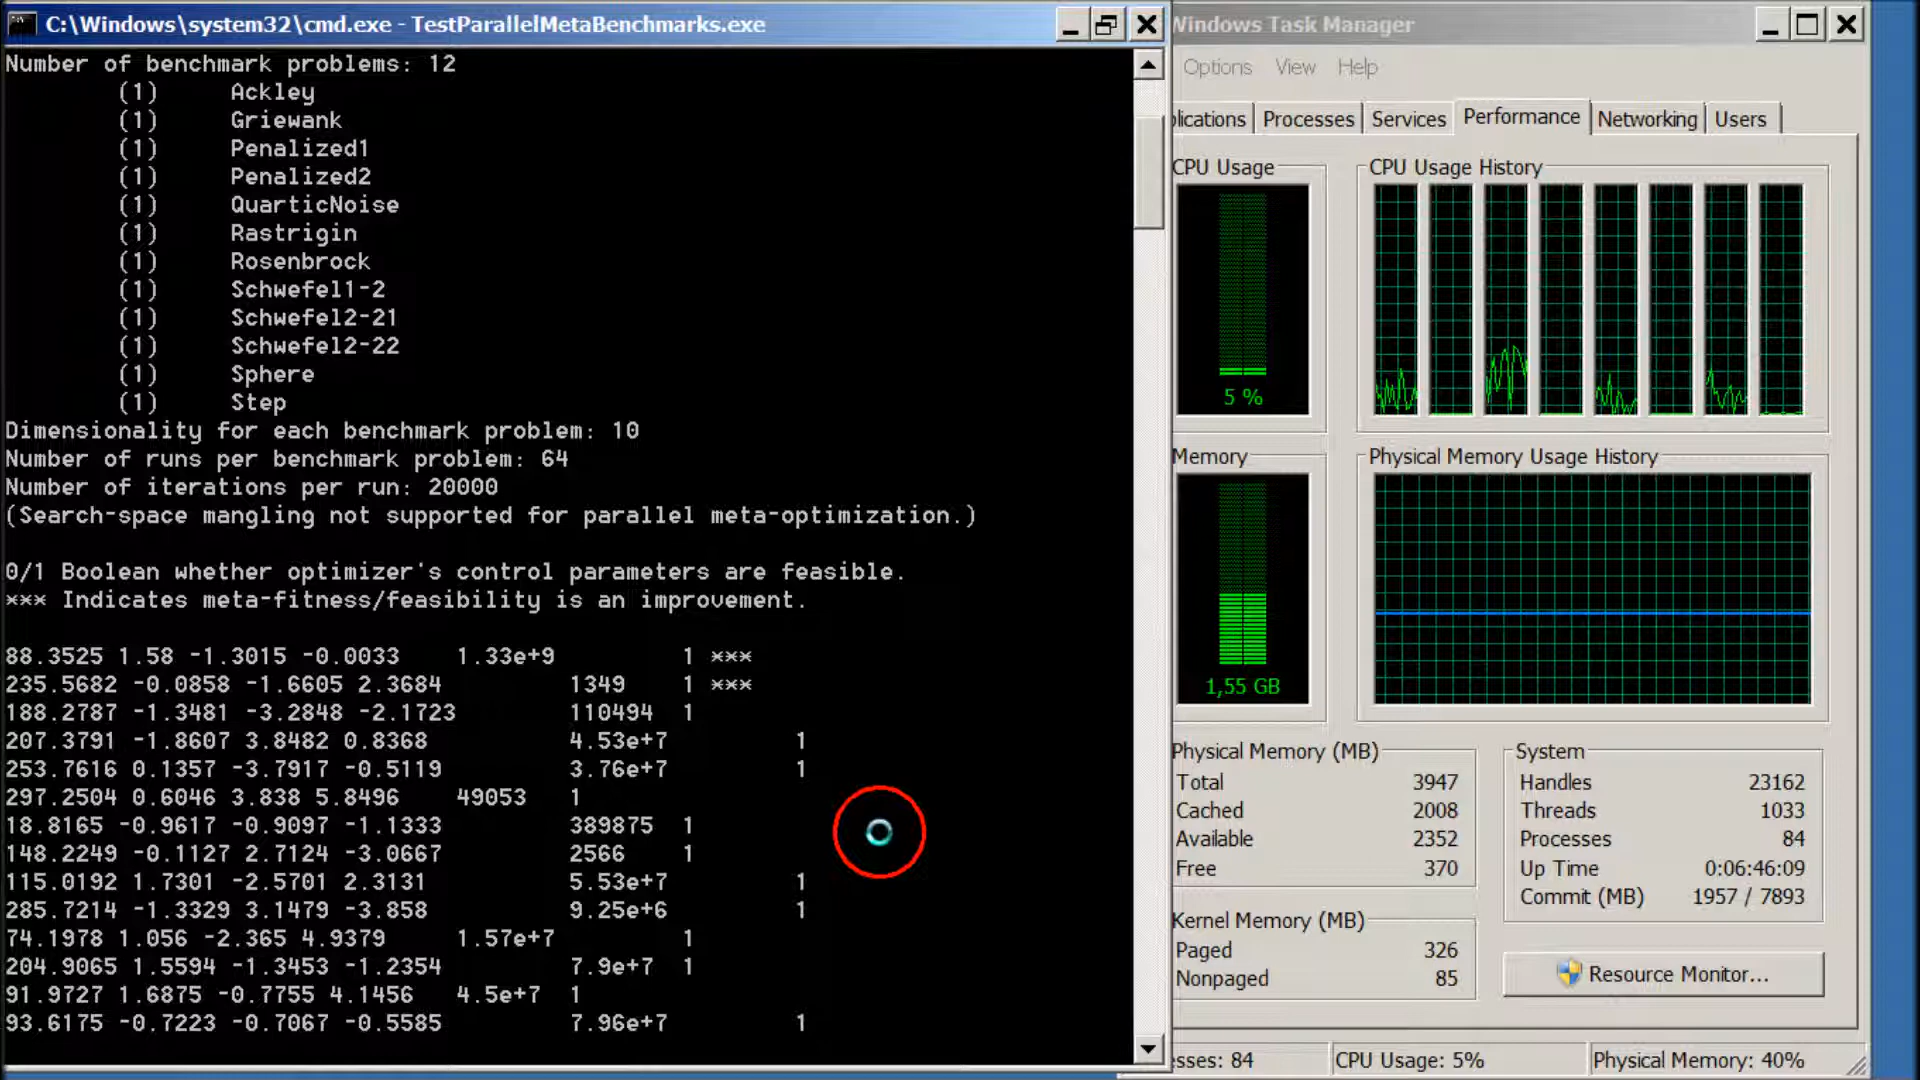 C:\Windows\system32\cmd.exe - TestParallelMetaBenchmarks.exe
Number of benchmark problems: 12
(1) Ackley
(1) Griewank
(1) Penalized1
(1) Penalized2
(1) QuarticNoise
(1) Rastrigin
(1) Rosenbrock
(1) Schwefel1-2
(1) Schwefel2-21
(1) Schwefel2-22
(1) Sphere
(1) Step
Dimensionality for each benchmark problem: 10
Number of runs per benchmark problem: 64
Number of iterations per run: 20000
(Search-space mangling not supported for parallel meta-optimization.)
0/1 Boolean whether optimizer's control parameters are feasible.
*** Indicates meta-fitness/feasibility is an improvement.
88.3525 1.58 -1.3015 -0.0033 1.33e+9 1 ***
235.5682 -0.0858 -1.6605 2.3684 1349 1 ***
188.2787 -1.3481 -3.2848 -2.1723 110494 1
207.3791 -1.8607 3.8482 0.8368 4.53e+7 1
253.7616 0.1357 -3.7917 -0.5119 3.76e+7 1
297.2504 0.6046 3.838 5.8496 49053 1
18.8165 -0.9617 -0.9097 -1.1333 389875 1
148.2249 -0.1127 2.7124 -3.0667 2566 1
115.0192 1.7301 -2.5701 2.3131 5.53e+7 1
285.7214 -1.3329 3.1479 -3.858 9.25e+6 1
74.1978 1.056 -2.365 4.9379 1.57e+7 1
204.9065 1.5594 -1.3453 -1.2354 7.9e+7 1
91.9727 1.6875 -0.7755 4.1456 4.5e+7 1
93.6175 -0.7223 -0.7067 -0.5585 7.96e+7 1
Windows Task Manager
Options View Help
plications Processes Services Performance Networking Users
CPU Usage
5 %
CPU Usage History
Memory
1,55 GB
Physical Memory Usage History
Physical Memory (MB)
Total 3947
Cached 2008
Available 2352
Free 370
Kernel Memory (MB)
Paged 326
Nonpaged 85
System
Handles 23162
Threads 1033
Processes 84
Up Time 0:06:46:09
Commit (MB) 1957 / 7893
Resource Monitor...
esses: 84 CPU Usage: 5% Physical Memory: 40%